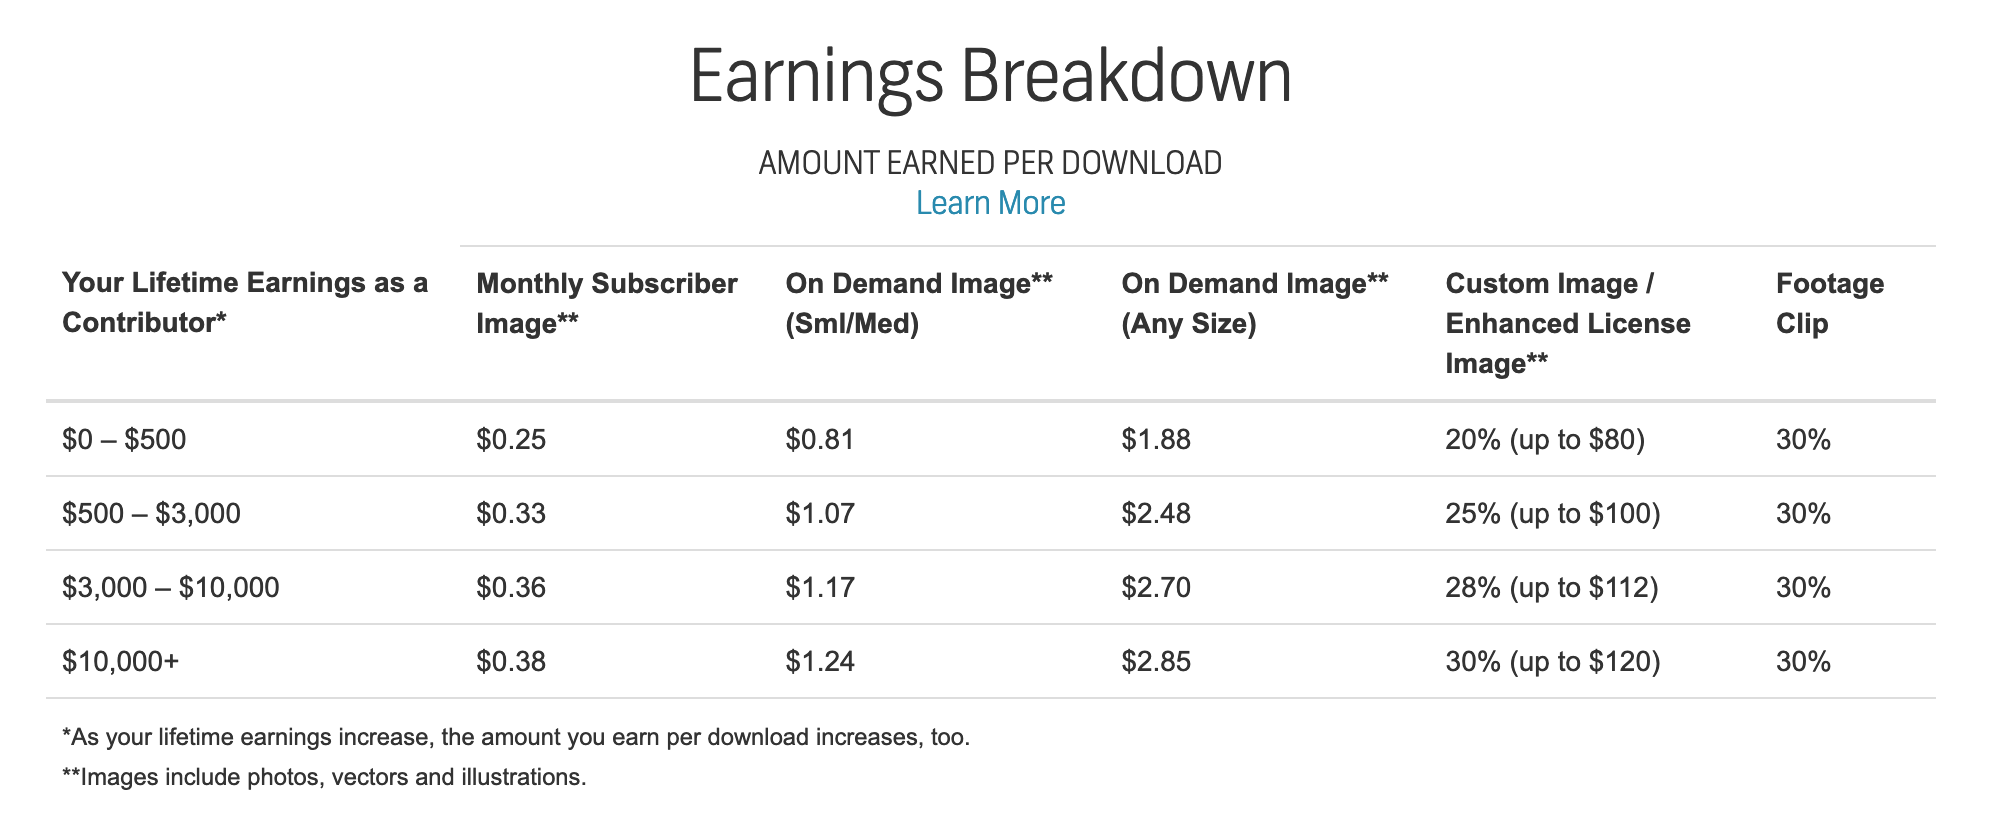 Earnings Breakdown
AMOUNT EARNED PER DOWNLOAD
Learn More
Your Lifetime Earnings as a Contributor* Monthly Subscriber Image** On Demand Image** (Sml/Med) On Demand Image** (Any Size) Custom Image / Enhanced License Image** Footage Clip
$0 – $500 $0.25 $0.81 $1.88 20% (up to $80) 30%
$500 – $3,000 $0.33 $1.07 $2.48 25% (up to $100) 30%
$3,000 – $10,000 $0.36 $1.17 $2.70 28% (up to $112) 30%
$10,000+ $0.38 $1.24 $2.85 30% (up to $120) 30%
*As your lifetime earnings increase, the amount you earn per download increases, too.
**Images include photos, vectors and illustrations.